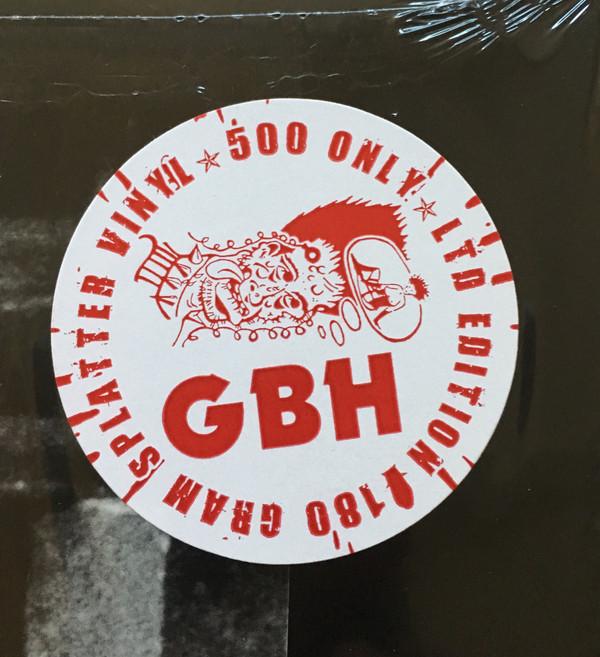 500 ONLY ☆ LTD EDITION 180 GRAM SPLATTER VINYL ☆
GBH